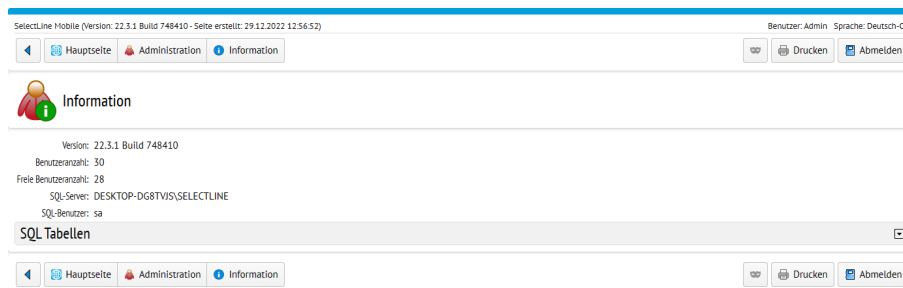 SelectLine Mobile (Version: 22.3.1 Build 748410 - Seite erstellt: 29.12.2022 12:56:52) Benutzer: Admin Sprache: Deutsch-
Hauptseite Administration Information Drucken Abmelden
Information
Version: 22.3.1 Build 748410
Benutzeranzahl: 30
Freie Benutzeranzahl: 28
SQL-Server: DESKTOP-DG8TVJS\SELECTLINE
SQL-Benutzer: sa
SQL Tabellen
Hauptseite Administration Information Drucken Abmelden